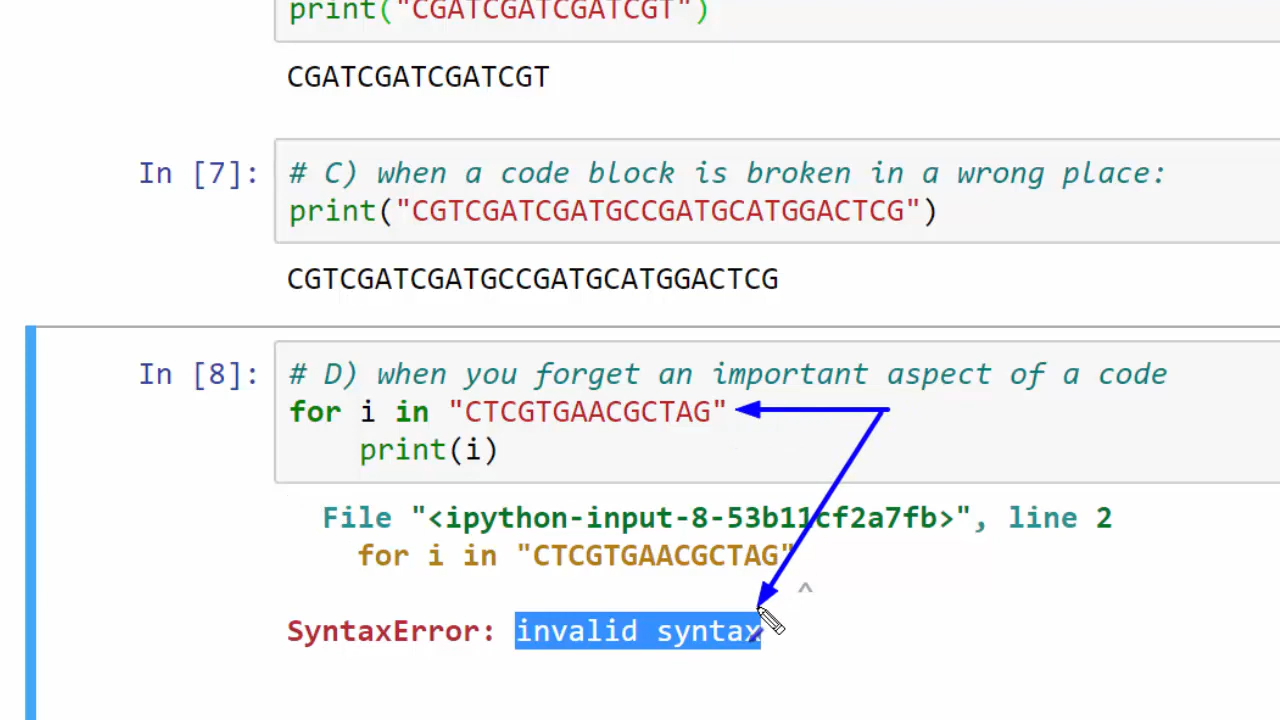 print("CGATCGATCGATCGT")
CGATCGATCGATCGT
In [7]:
# C) when a code block is broken in a wrong place:
print("CGTCGATCGATGCCGATGCATGGACTCG")
CGTCGATCGATGCCGATGCATGGACTCG
In [8]:
# D) when you forget an important aspect of a code
for i in "CTCGTGAACGCTAG"
print(i)
File "<ipython-input-8-53b11cf2a7fb>", line 2
for i in "CTCGTGAACGCTAG"
^
SyntaxError: invalid syntax